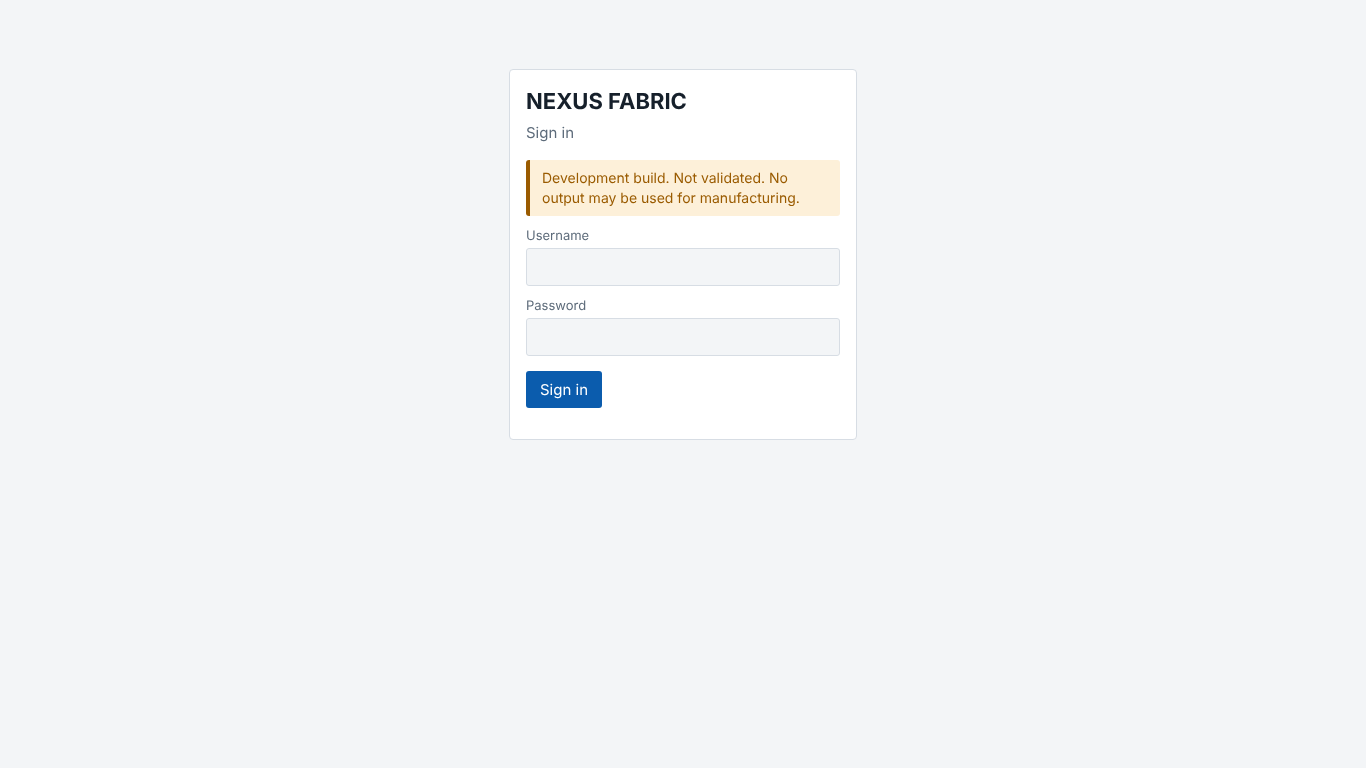 NEXUS FABRIC
Sign in
Development build. Not validated. No
output may be used for manufacturing.
Username
Password
Sign in